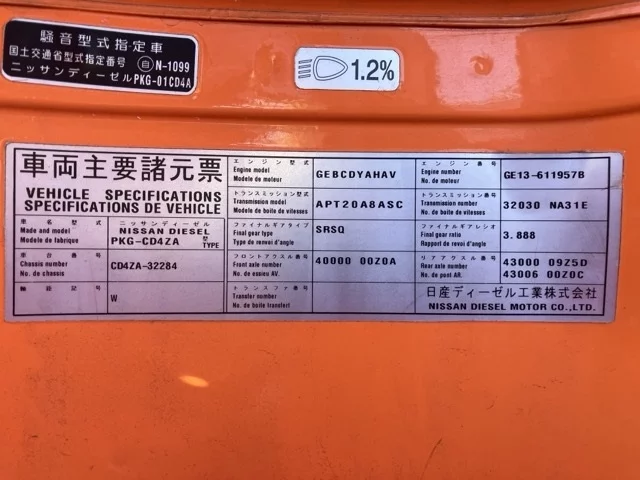 騒音型式指定車
国土交通省型式指定番号 自 N-1099
ニッサンディーゼル PKG-01CD4A
1.2%
車両主要諸元票
VEHICLE SPECIFICATIONS
SPECIFICATIONS DE VEHICLE
車名型式 ニッサンディーゼル
Made and model NISSAN DIESEL
Modele de fabrique PKG-CD4ZA 型 TYPE
車台番号
Chassis number CD4ZA-32284
No. de chassis
輪設記号 W
エンジン型式
Engine model GEBCDYAHAV
Modele de moteur
トランスミッション型式
Transmission model APT20A8ASC
Modele de boite de vitesses
ファイナルギアタイプ SRSQ
Final gear type
Type de renvoi d'angle
フロントアクスル番号 40000 00Z0A
Front axle number
No. de essieu AV.
トランスファ番号
Transfer number
No. de boite transfert
エンジン番号
Engine number GE13-611957B
No. de moteur
トランスミッション番号
Transmission number 32030 NA31E
No. de boite de vitesses
ファイナルギアレシオ
Final gear ratio 3.888
Rapport de renvoi d'angle
リアアクスル番号 43000 09Z5D
Rear axle number
No. de pont AR. 43006 00Z0C
日産ディーゼル工業株式会社
NISSAN DIESEL MOTOR CO.,LTD.